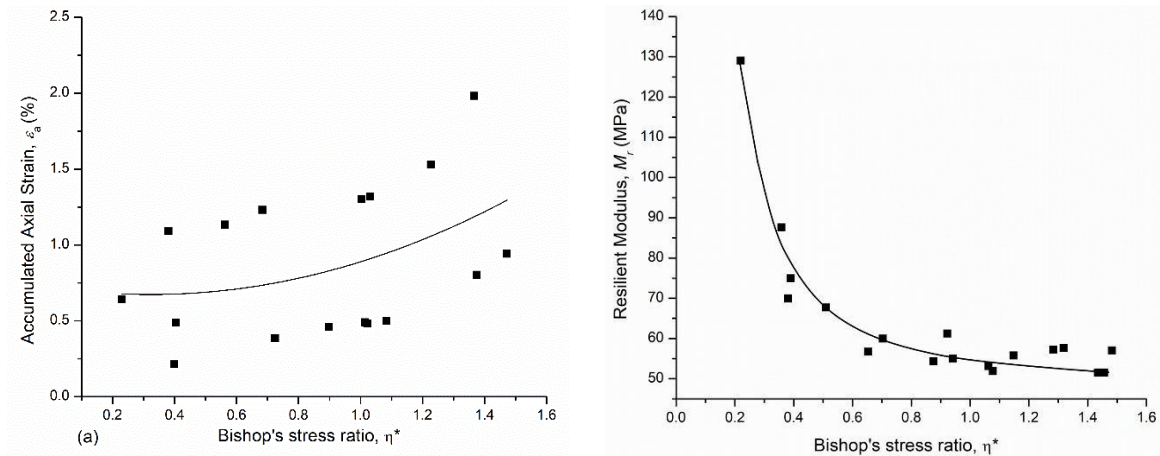 2.5
2.0
1.5
1.0
0.5
0.0
Accumulated Axial Strain, εa (%)
0.2 0.4 0.6 0.8 1.0 1.2 1.4 1.6
(a)
Bishop's stress ratio, η*
140
130
120
110
100
90
80
70
60
50
Resilient Modulus, Mr (MPa)
0.0 0.2 0.4 0.6 0.8 1.0 1.2 1.4 1.6
Bishop's stress ratio, η*